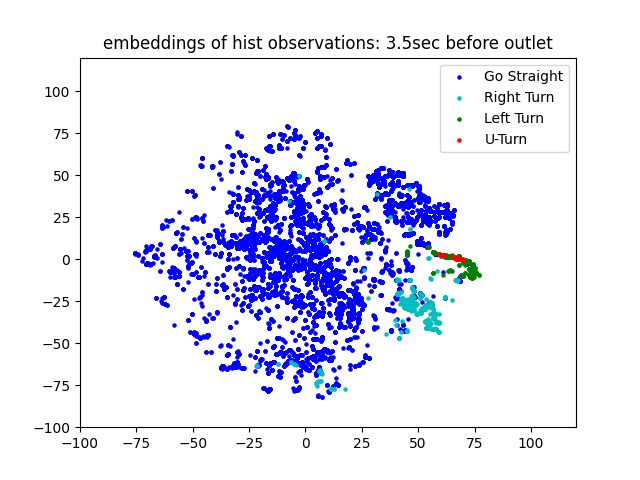 embeddings of hist observations: 3.5sec before outlet
Go Straight
Right Turn
Left Turn
U-Turn
100
75
50
25
0
−25
−50
−75
−100
−100 −75 −50 −25 0 25 50 75 100